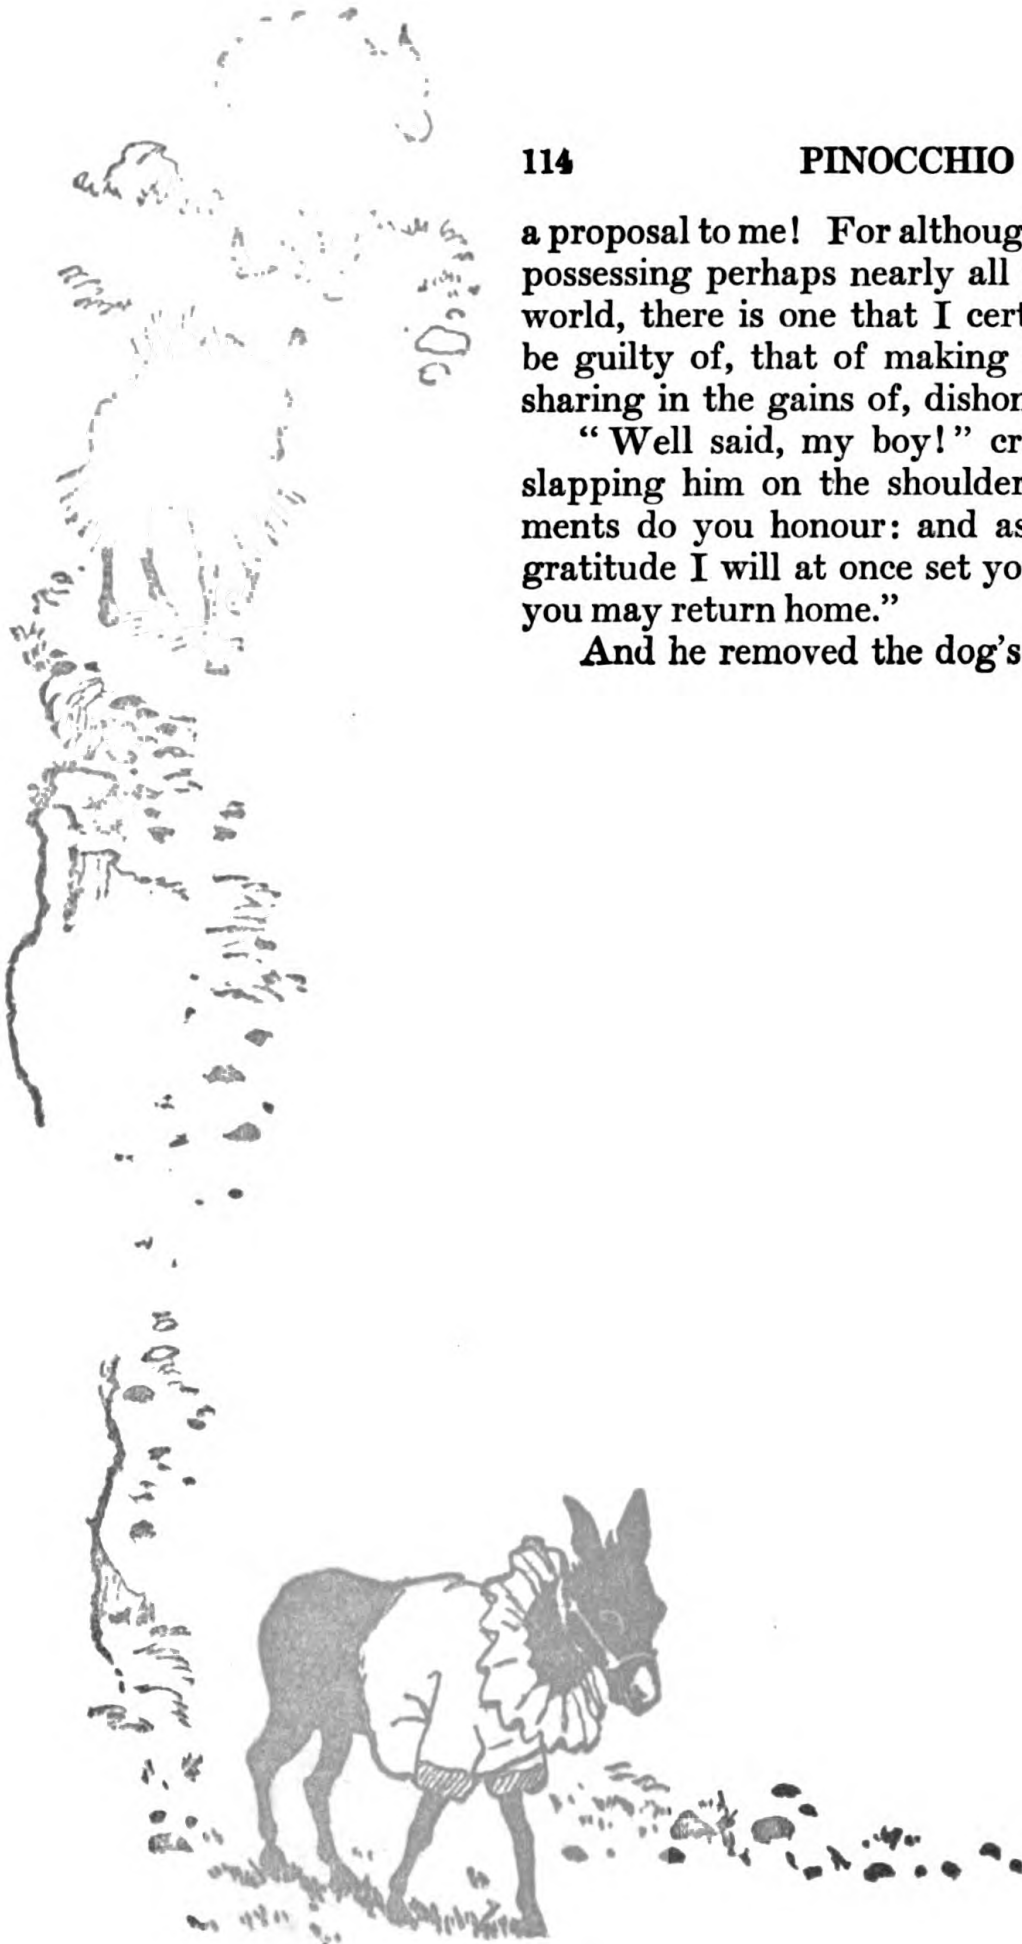 114 PINOCCHIO
a proposal to me! For althoug
possessing perhaps nearly all
world, there is one that I cert
be guilty of, that of making
sharing in the gains of, dishon
“ Well said, my boy!” cr
slapping him on the shoulder
ments do you honour: and as
gratitude I will at once set yo
you may return home.”
And he removed the dog’s